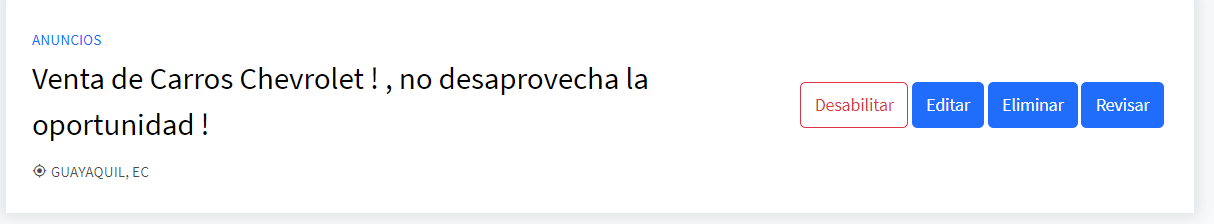 ANUNCIOS
Venta de Carros Chevrolet ! , no desaprovecha la
oportunidad !
GUAYAQUIL, EC
Desabilitar Editar Eliminar Revisar